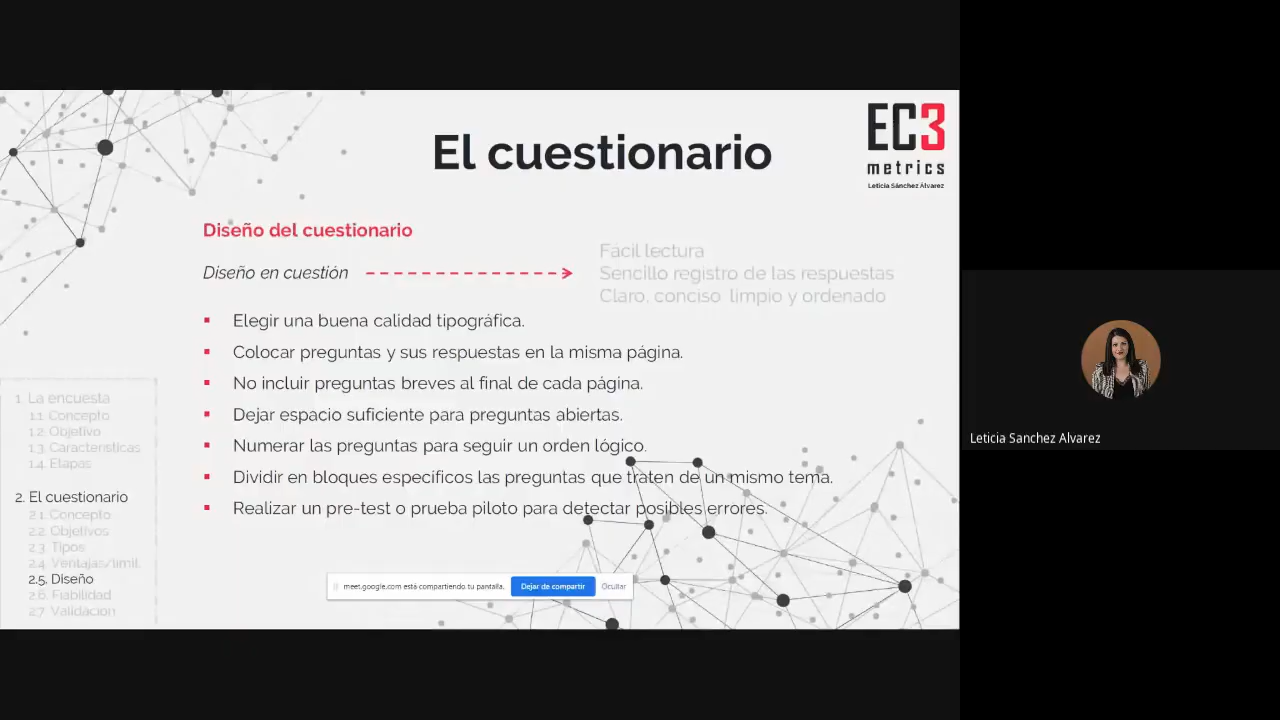 El cuestionario
EC3
metrics
Leticia Sánchez Álvarez
Diseño del cuestionario
Diseño en cuestión
Fácil lectura
Sencillo registro de las respuestas
Claro, conciso limpio y ordenado
Elegir una buena calidad tipográfica.
Colocar preguntas y sus respuestas en la misma página.
No incluir preguntas breves al final de cada página.
Dejar espacio suficiente para preguntas abiertas.
Numerar las preguntas para seguir un orden lógico.
Dividir en bloques específicos las preguntas que traten de un mismo tema.
Realizar un pre-test o prueba piloto para detectar posibles errores.
1. La encuesta
1.1. Concepto
1.2. Objetivo
1.3. Características
1.4. Etapas
2. El cuestionario
2.1. Concepto
2.2. Objetivos
2.3. Tipos
2.4. Ventajas/limit.
2.5. Diseño
2.6. Fiabilidad
2.7. Validación
meet.google.com está compartiendo tu pantalla.
Dejar de compartir
Ocultar
Leticia Sanchez Alvarez